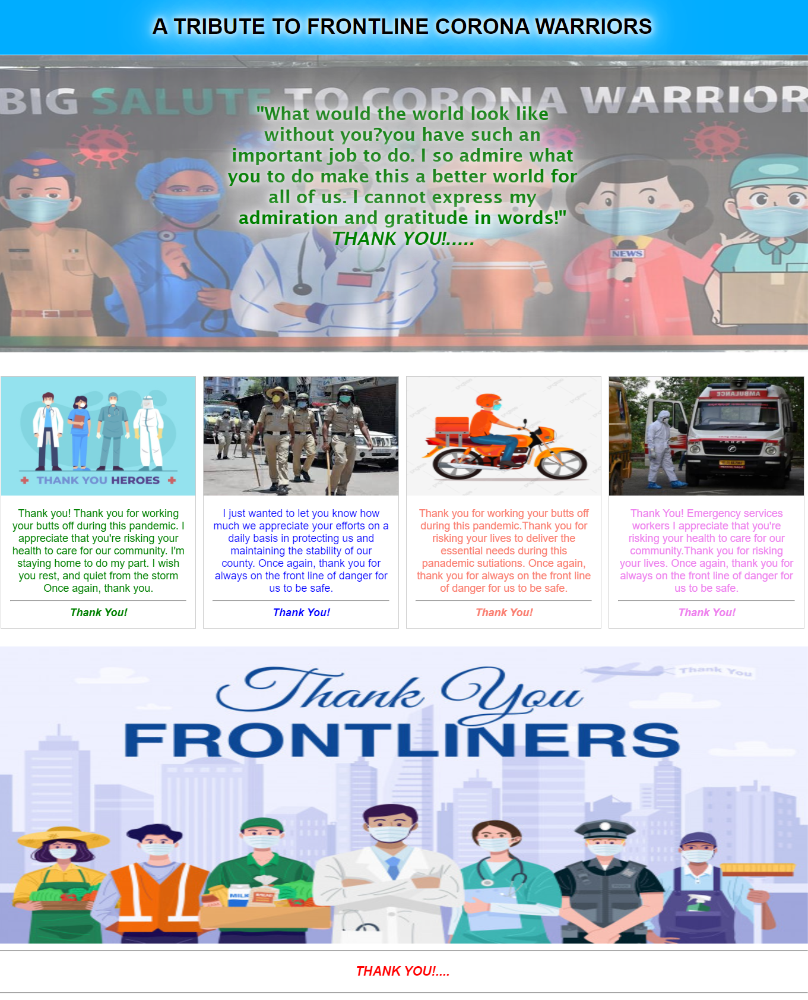 A TRIBUTE TO FRONTLINE CORONA WARRIORS
BIG SALUTE TO CORONA WARRIOR
"What would the world look like
without you?you have such an
important job to do. I so admire what
you to do make this a better world for
all of us. I cannot express my
admiration and gratitude in words!"
THANK YOU!.....
NEWS
THANK YOU HEROES
AMBULANCE
FORCE
Thank you! Thank you for working
your butts off during this pandemic. I
appreciate that you're risking your
health to care for our community. I'm
staying home to do my part. I wish
you rest, and quiet from the storm
Once again, thank you.
Thank You!
I just wanted to let you know how
much we appreciate your efforts on a
daily basis in protecting us and
maintaining the stability of our
county. Once again, thank you for
always on the front line of danger for
us to be safe.
Thank You!
Thank you for working your butts off
during this pandemic.Thank you for
risking your lives to deliver the
essential needs during this
panademic sutiations. Once again,
thank you for always on the front line
of danger for us to be safe.
Thank You!
Thank You! Emergency services
workers I appreciate that you're
risking your health to care for our
community.Thank you for risking
your lives. Once again, thank you for
always on the front line of danger for
us to be safe.
Thank You!
Thank You
Thank You
FRONTLINERS
MILK
BREAD
THANK YOU!....